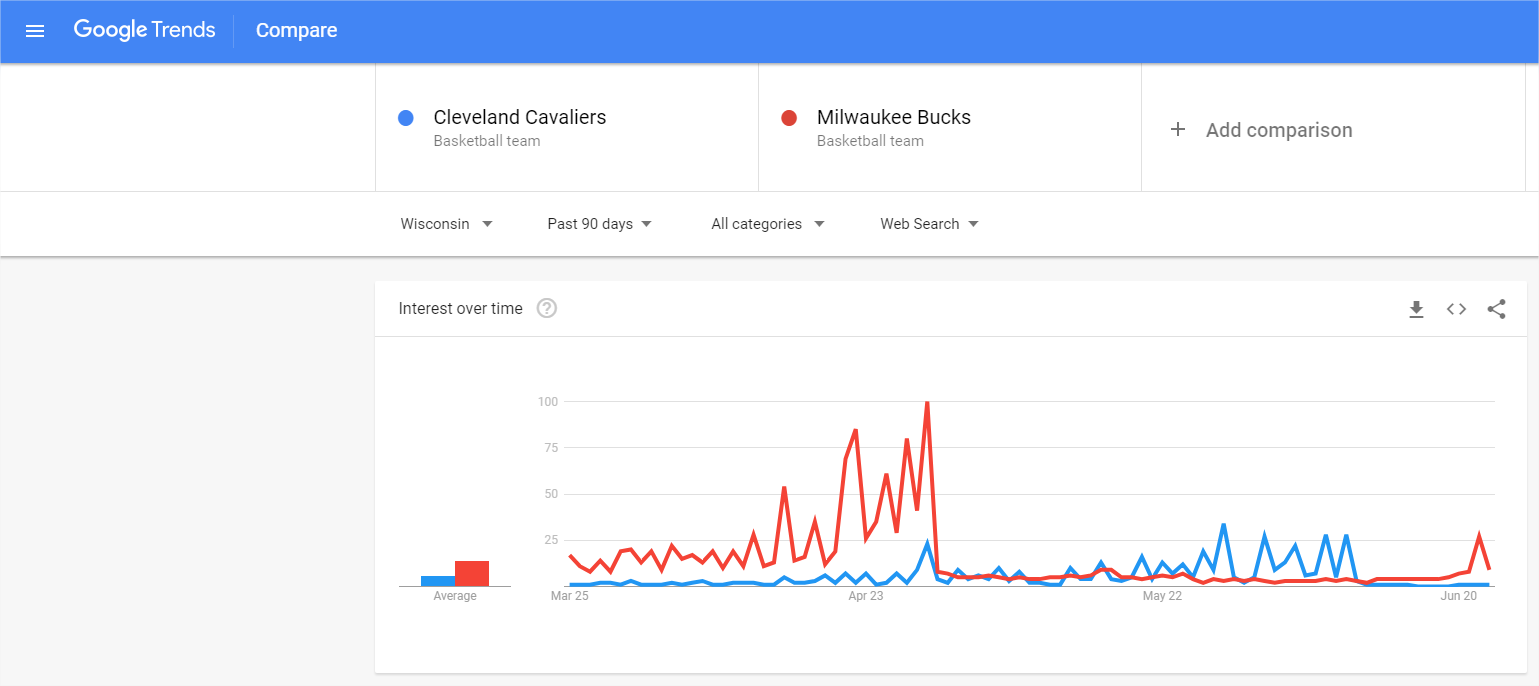 Google Trends Compare
Cleveland Cavaliers
Basketball team
Milwaukee Bucks
Basketball team
+ Add comparison
Wisconsin Past 90 days All categories Web Search
Interest over time ?
100
75
50
25
Average
Mar 25 Apr 23 May 22 Jun 20